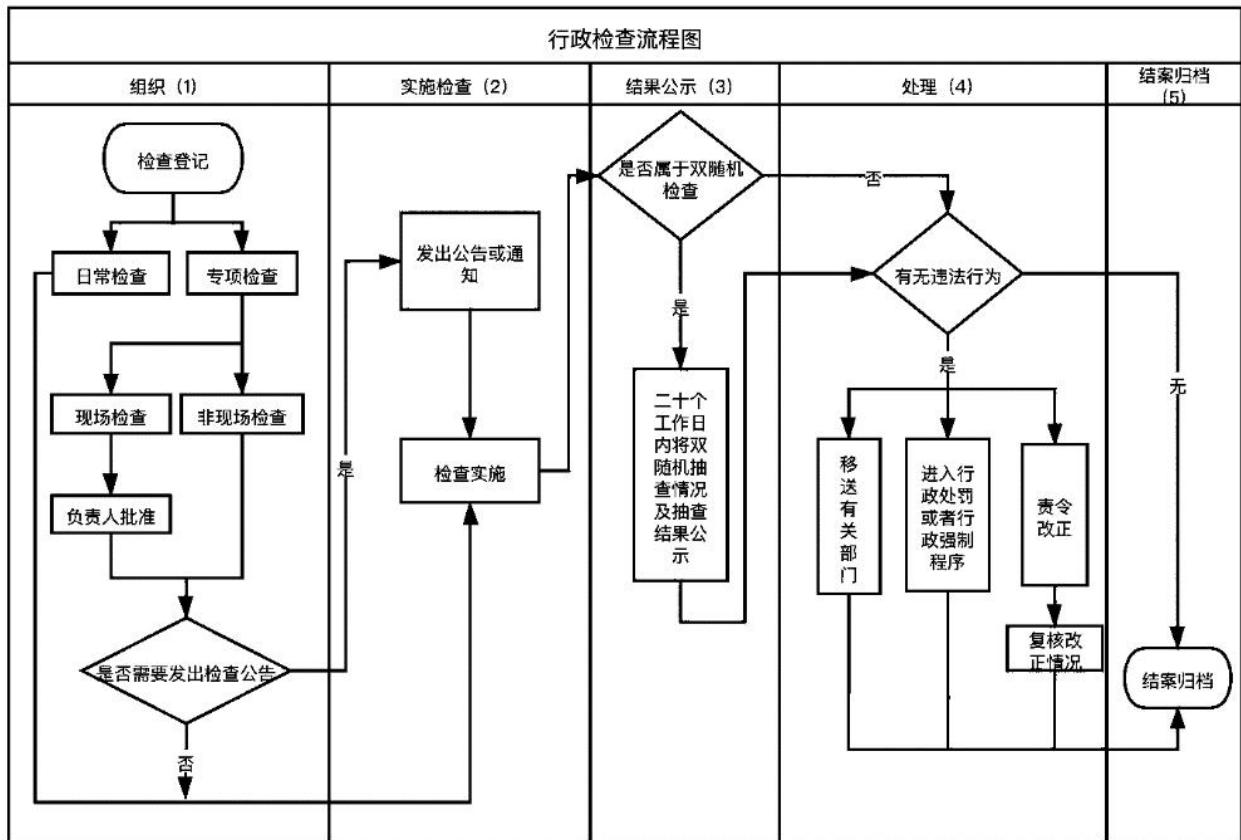 行政检查流程图
组织（1）
实施检查（2）
结果公示（3）
处理（4）
结案归档
（5）
检查登记
日常检查
专项检查
现场检查
非现场检查
负责人批准
是否需要发出检查公告
是
否
发出公告或通
知
检查实施
是否属于双随机
检查
否
是
二十个
工作日
内将双
随机抽
查情况
及抽查
结果公
示
有无违法行为
是
无
移
送
有
关
部
门
进入行
政处罚
或者行
政强制
程序
责令
改正
复核改
正情况
结案归档